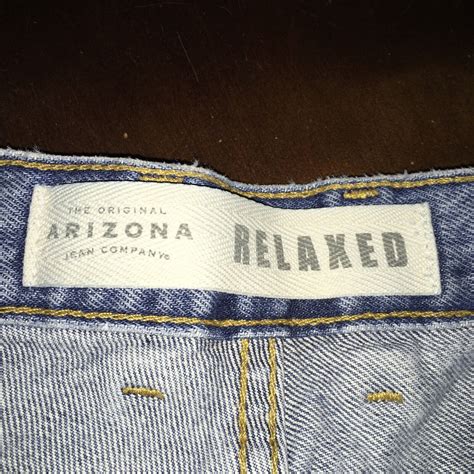 THE ORIGINAL
ARIZONA
JEAN COMPANY®
RELAXED